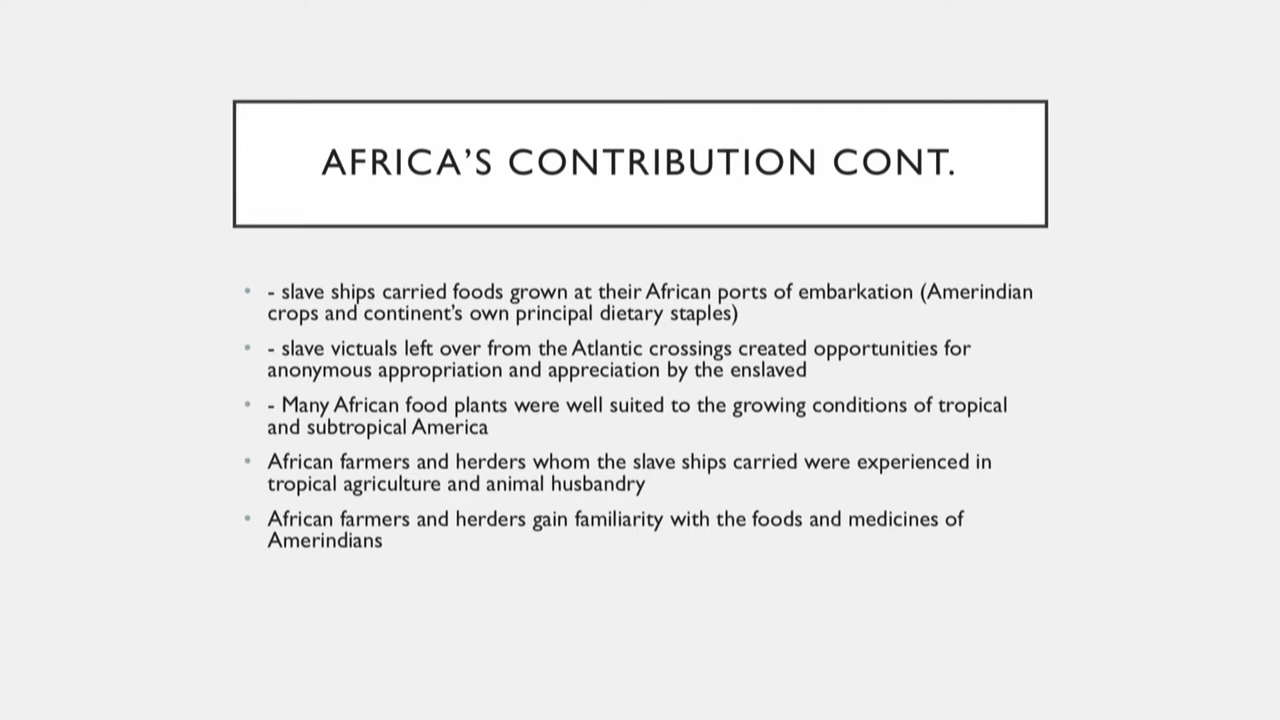 AFRICA'S CONTRIBUTION CONT.
• - slave ships carried foods grown at their African ports of embarkation (Amerindian
crops and continent's own principal dietary staples)
• - slave victuals left over from the Atlantic crossings created opportunities for
anonymous appropriation and appreciation by the enslaved
• - Many African food plants were well suited to the growing conditions of tropical
and subtropical America
• African farmers and herders whom the slave ships carried were experienced in
tropical agriculture and animal husbandry
• African farmers and herders gain familiarity with the foods and medicines of
Amerindians